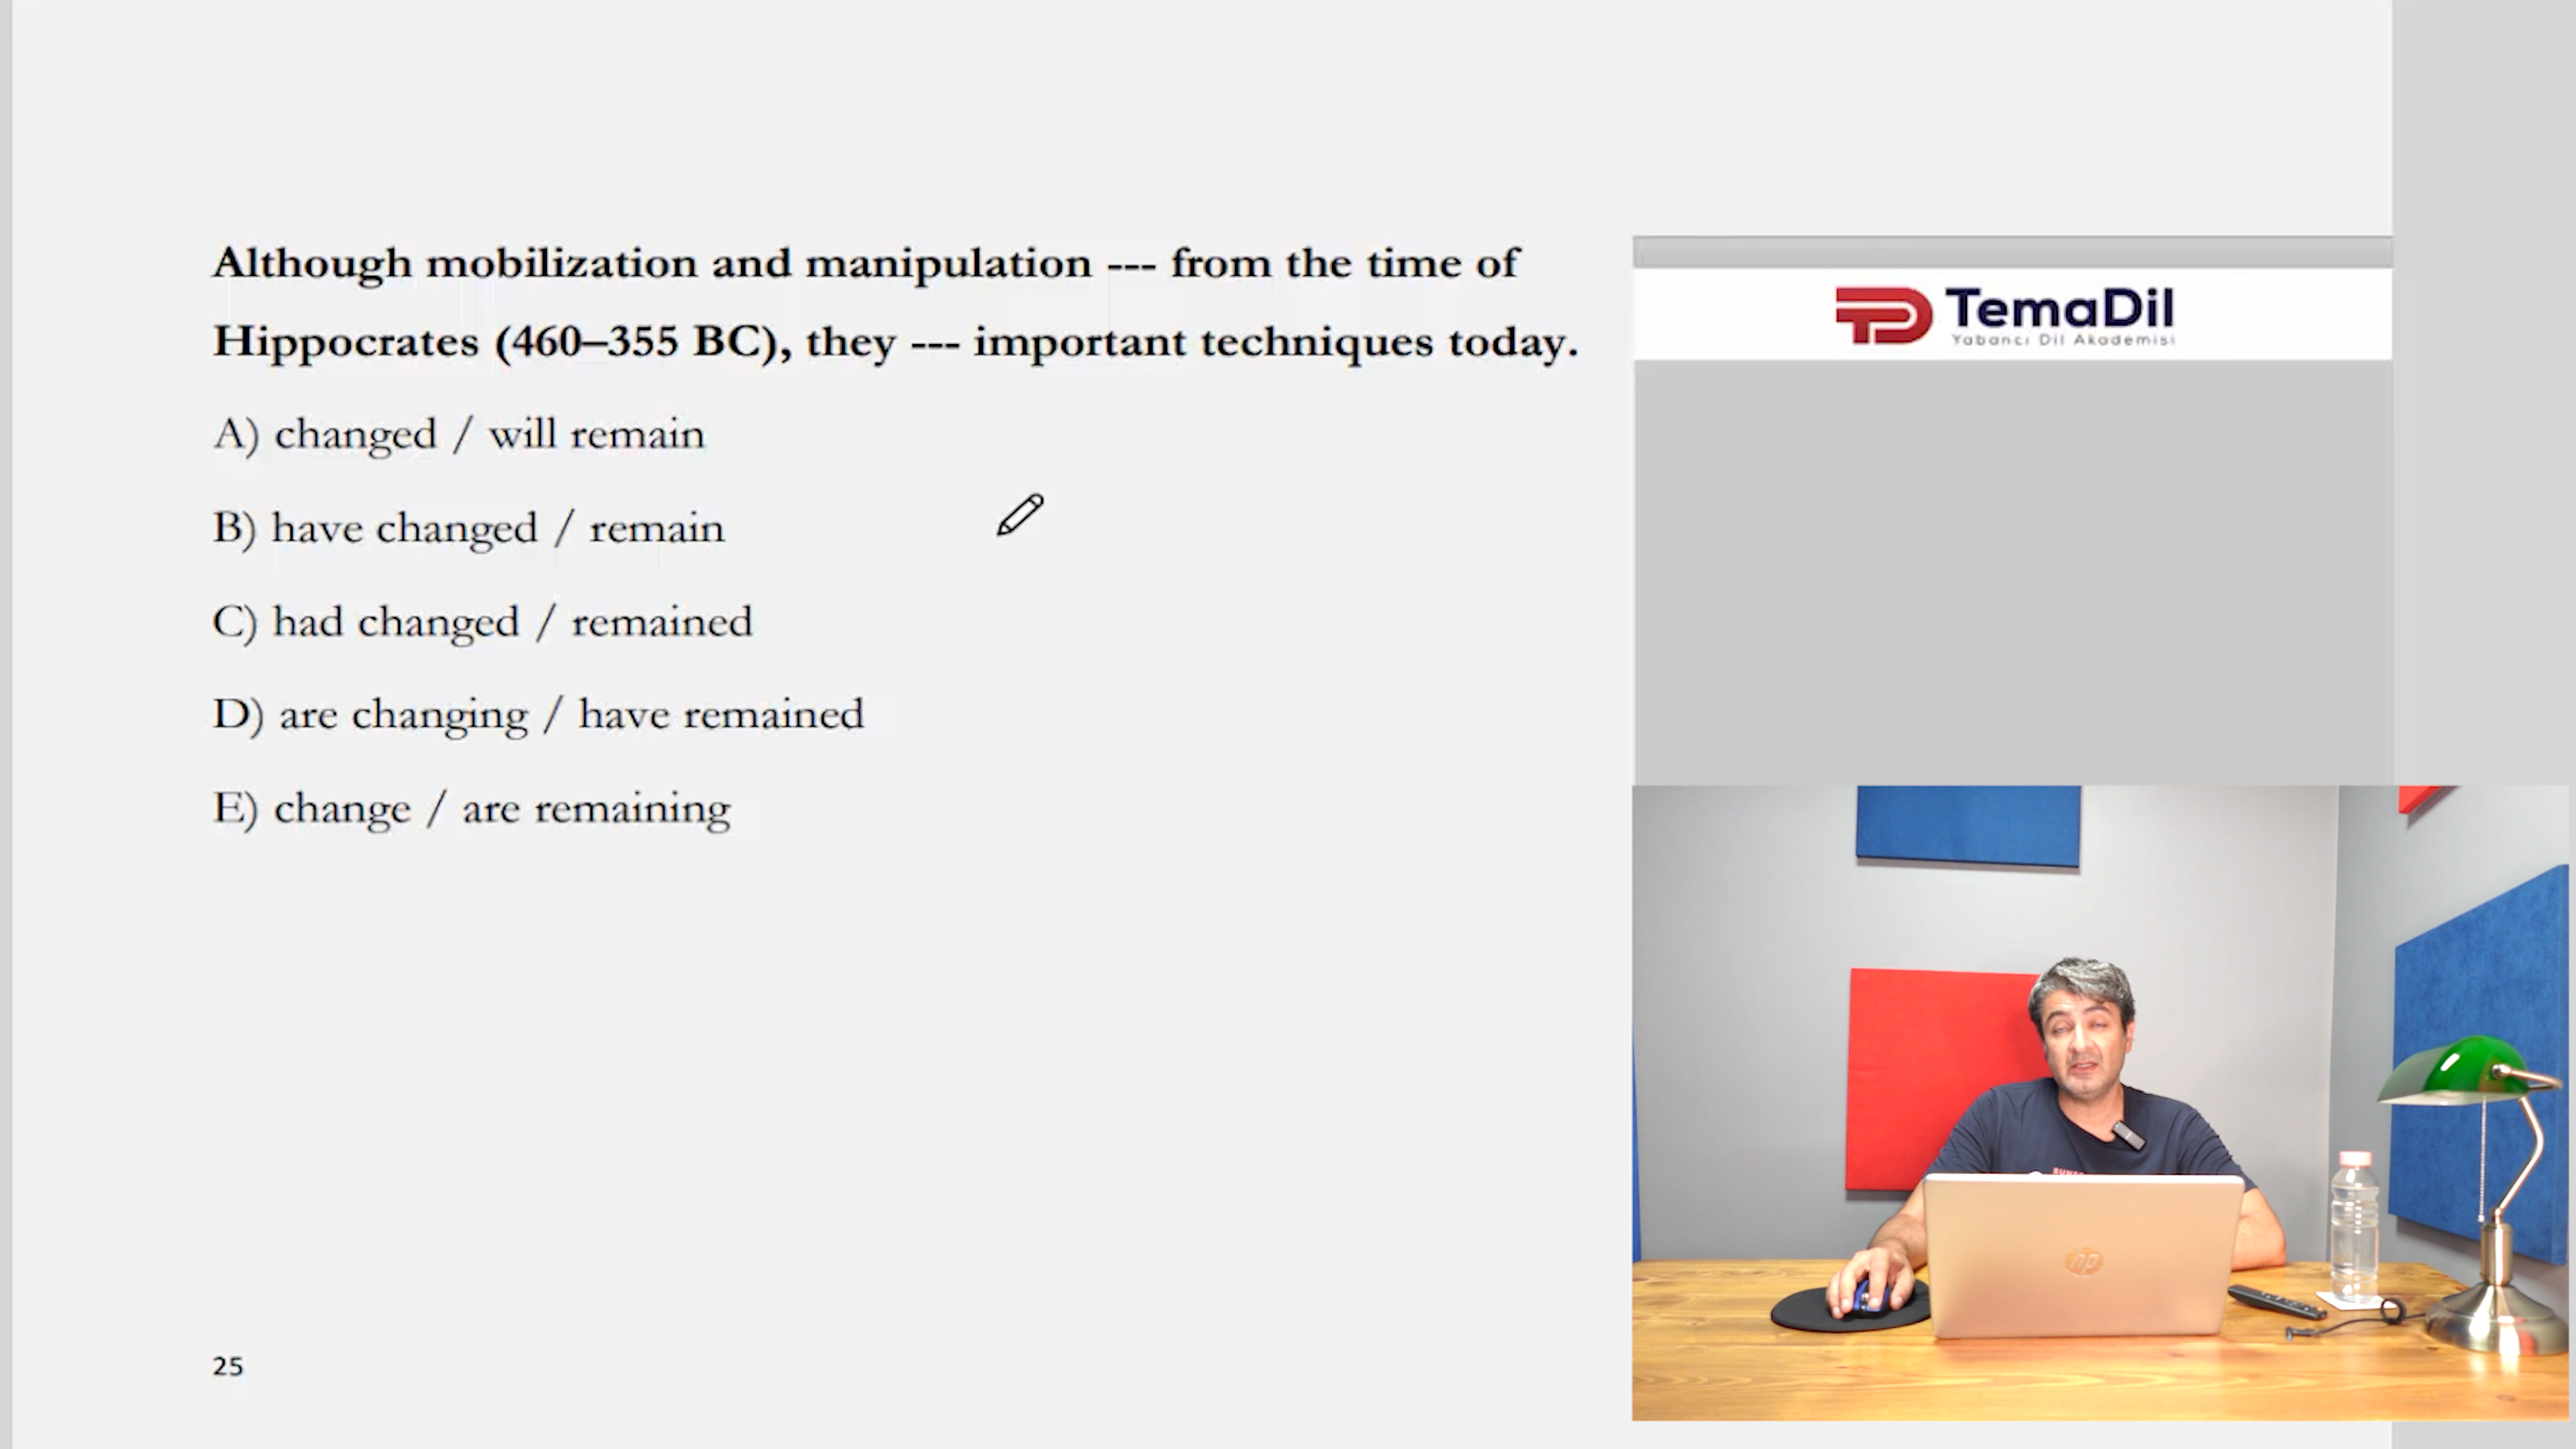 Although mobilization and manipulation --- from the time of
Hippocrates (460–355 BC), they --- important techniques today.
A) changed / will remain
B) have changed / remain
C) had changed / remained
D) are changing / have remained
E) change / are remaining
25
TemaDil
Yabancı Dil Akademisi
hp